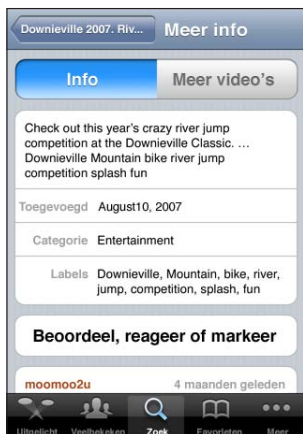 Downieville 2007. Riv... Meer info
Info Meer video's
Check out this year's crazy river jump
competition at the Downieville Classic. ...
Downieville Mountain bike river jump
competition splash fun
Toegevoegd August10, 2007
Categorie Entertainment
Labels Downieville, Mountain, bike, river,
jump, competition, splash, fun
Beoordeel, reageer of markeer
moomoo2u 4 maanden geleden
Uitgelicht Veelbekeken Zoek Favorieten Meer